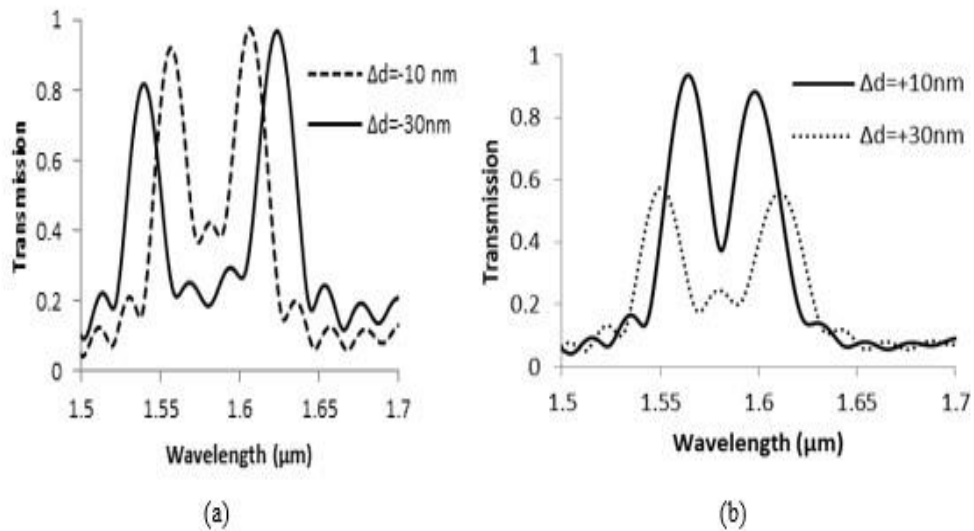 1
0.8
0.6
0.4
0.2
0
Transmission
1.5
1.55
1.6
1.65
1.7
Wavelength (μm)
Δd=-10 nm
Δd=-30nm
(a)
1
0.8
0.6
0.4
0.2
0
Transmission
1.5
1.55
1.6
1.65
1.7
Wavelength (μm)
Δd=+10nm
Δd=+30nm
(b)